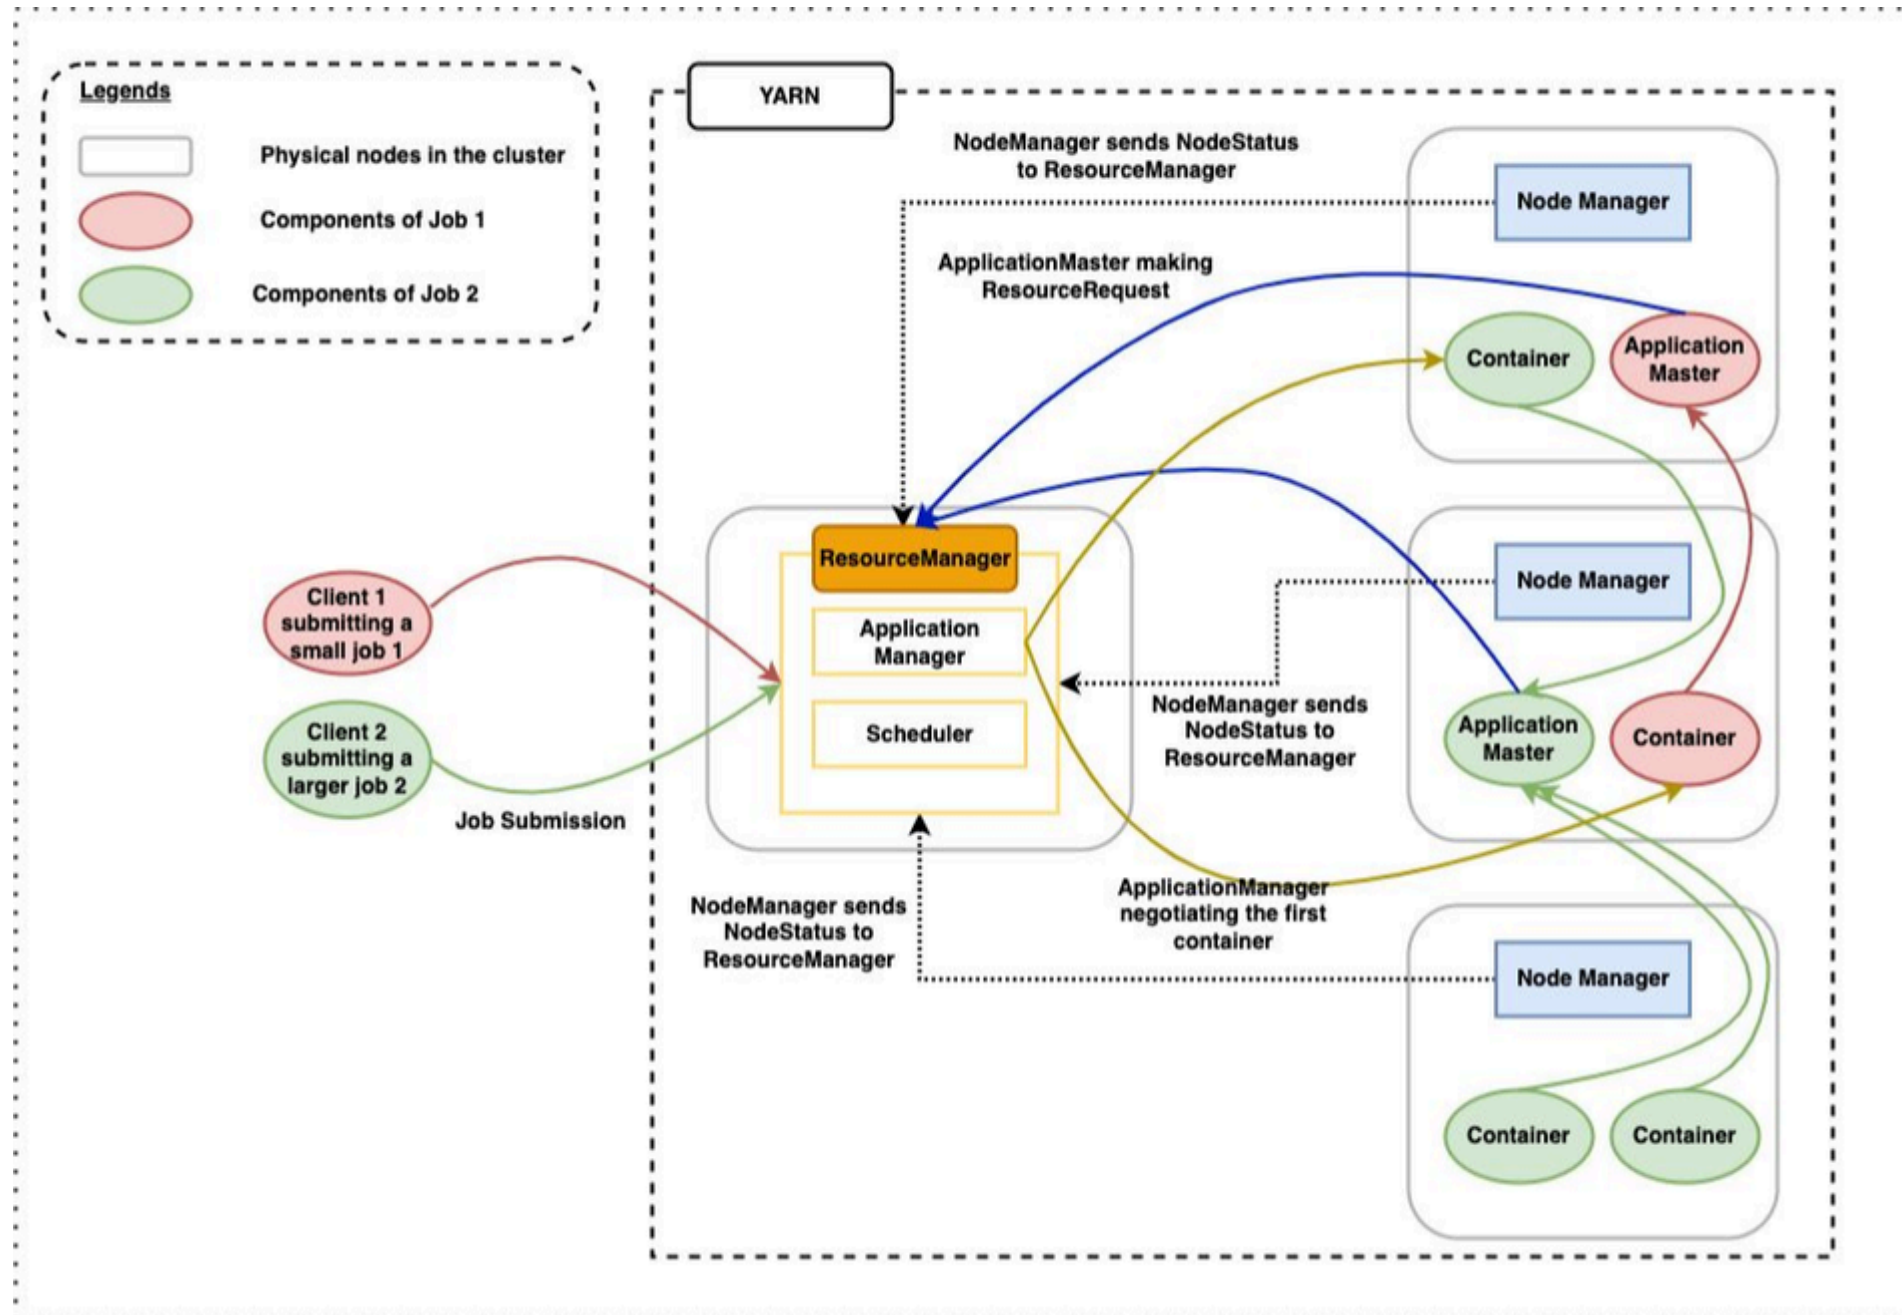 Legends
Physical nodes in the cluster
Components of Job 1
Components of Job 2
YARN
NodeManager sends NodeStatus
to ResourceManager
Node Manager
ApplicationMaster making
ResourceRequest
Container
Application
Master
Client 1
submitting a
small job 1
Client 2
submitting a
larger job 2
Job Submission
ResourceManager
Application
Manager
Scheduler
Node Manager
NodeManager sends
NodeStatus to
ResourceManager
Application
Master
Container
NodeManager sends
NodeStatus to
ResourceManager
ApplicationManager
negotiating the first
container
Node Manager
Container
Container